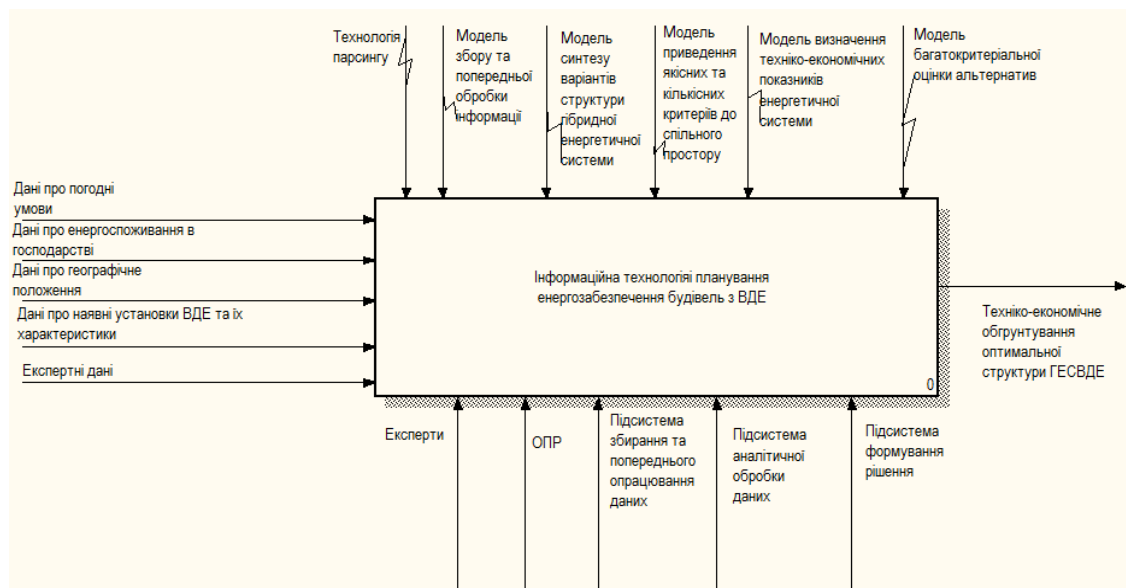 Технологія
парсингу
Модель
збору та
попередньої
обробки
інформації
Модель
синтезу
варіантів
структури
гібридної
енергетичної
системи
Модель
приведення
якісних та
кількісних
критеріїв до
спільного
простору
Модель визначення
техніко-економічних
показників
енергетичної
системи
Модель
багатокритеріальної
оцінки альтернатив
Дані про погодні
умови
Дані про енергоспоживання в
господарстві
Дані про географічне
положення
Дані про наявні установки ВДЕ та їх
характеристики
Експертні дані
Інформаційна технологіяі планування
енергозабезпечення будівель з ВДЕ
0
Техніко-економічне
обгрунтування
оптимальної
структури ГЕСВДЕ
Експерти
ОПР
Підсистема
збирання та
попереднього
опрацювання
даних
Підсистема
аналітичної
обробки
даних
Підсистема
формування
рішення